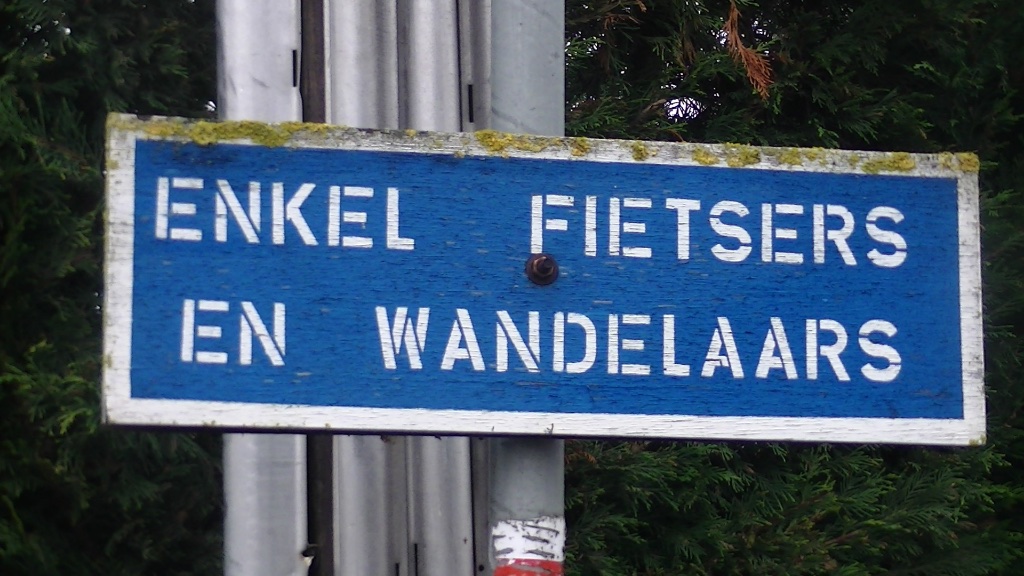 ENKEL FIETSERS
EN WANDELAARS